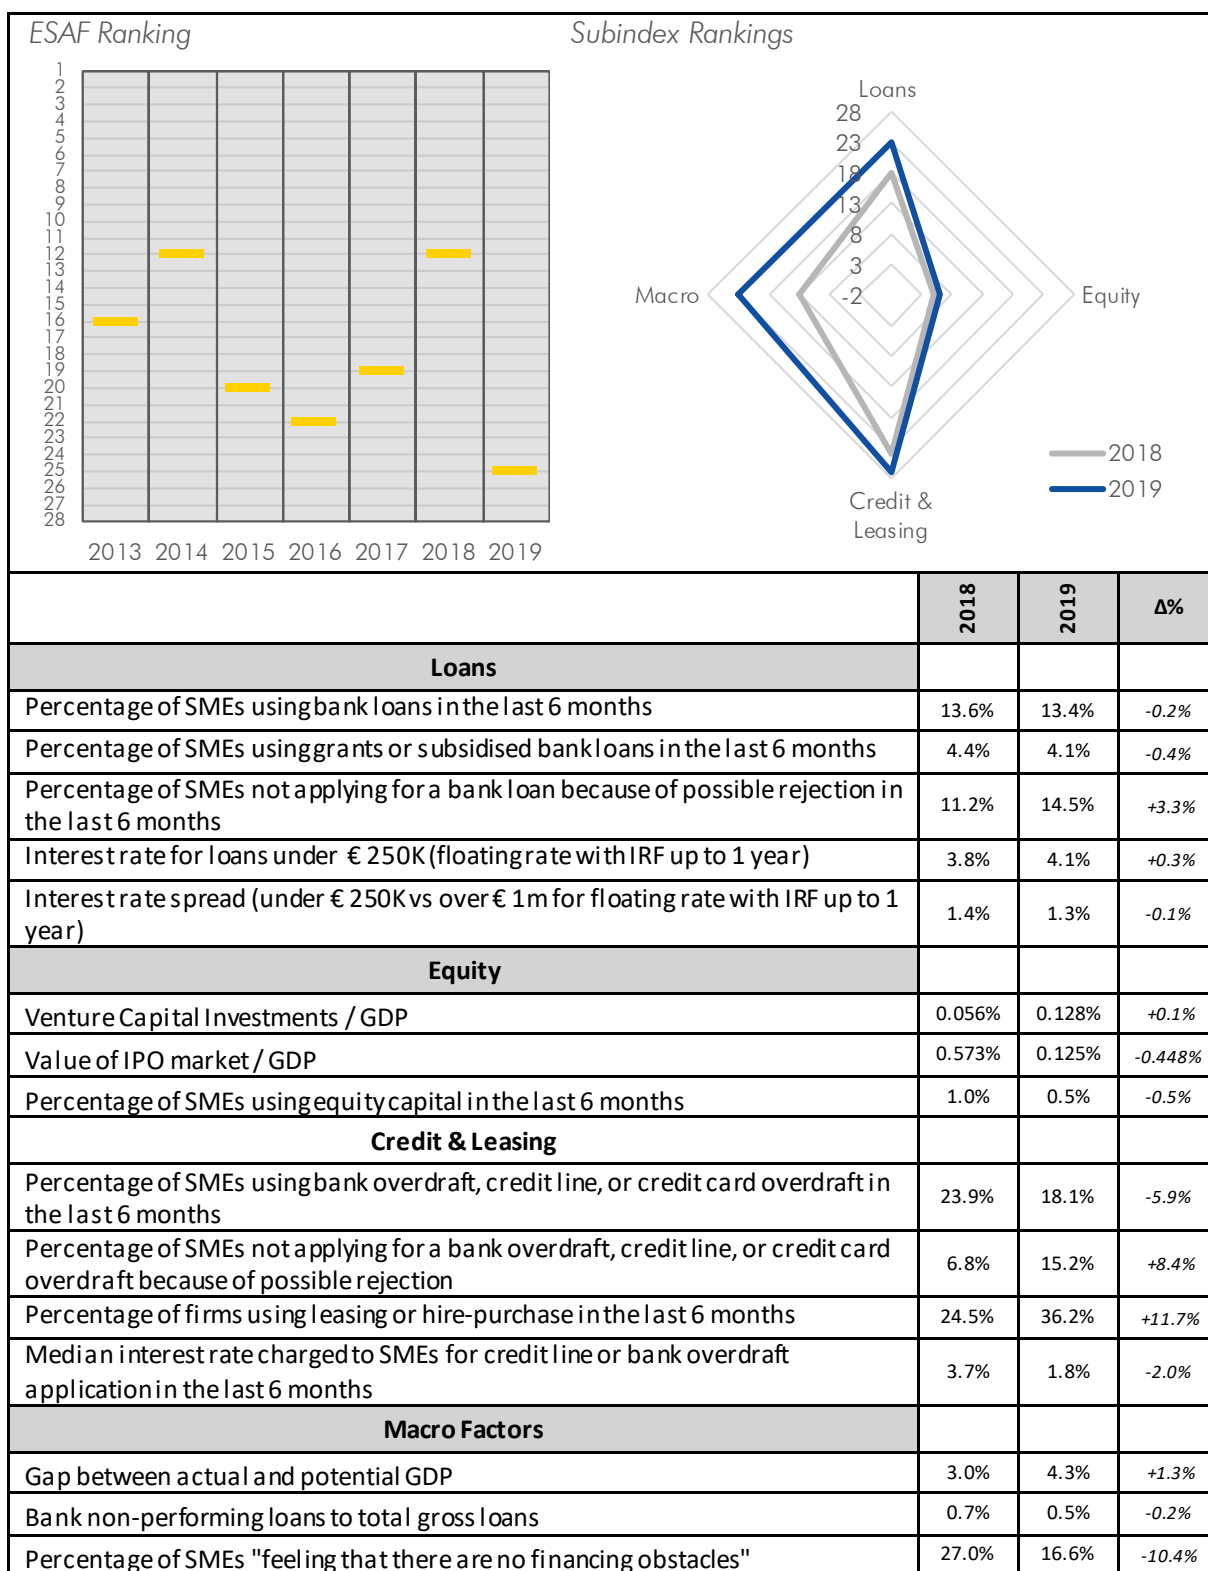 ESAF Ranking
Subindex Rankings
1
2
3
4
5
6
7
8
9
10
11
12
13
14
15
16
17
18
19
20
21
22
23
24
25
26
27
28
2013 2014 2015 2016 2017 2018 2019
Loans
28
23
18
13
8
3
-2
Macro
Equity
Credit &
Leasing
2018
2019
2018 2019 Δ%
Loans
Percentage of SMEs using bank loans in the last 6 months 13.6% 13.4% -0.2%
Percentage of SMEs using grants or subsidised bank loans in the last 6 months 4.4% 4.1% -0.4%
Percentage of SMEs not applying for a bank loan because of possible rejection in
the last 6 months 11.2% 14.5% +3.3%
Interest rate for loans under € 250K (floating rate with IRF up to 1 year) 3.8% 4.1% +0.3%
Interest rate spread (under € 250K vs over € 1m for floating rate with IRF up to 1
year) 1.4% 1.3% -0.1%
Equity
Venture Capital Investments / GDP 0.056% 0.128% +0.1%
Value of IPO market / GDP 0.573% 0.125% -0.448%
Percentage of SMEs using equity capital in the last 6 months 1.0% 0.5% -0.5%
Credit & Leasing
Percentage of SMEs using bank overdraft, credit line, or credit card overdraft in
the last 6 months 23.9% 18.1% -5.9%
Percentage of SMEs not applying for a bank overdraft, credit line, or credit card
overdraft because of possible rejection 6.8% 15.2% +8.4%
Percentage of firms using leasing or hire-purchase in the last 6 months 24.5% 36.2% +11.7%
Median interest rate charged to SMEs for credit line or bank overdraft
application in the last 6 months 3.7% 1.8% -2.0%
Macro Factors
Gap between actual and potential GDP 3.0% 4.3% +1.3%
Bank non-performing loans to total gross loans 0.7% 0.5% -0.2%
Percentage of SMEs "feeling that there are no financing obstacles" 27.0% 16.6% -10.4%